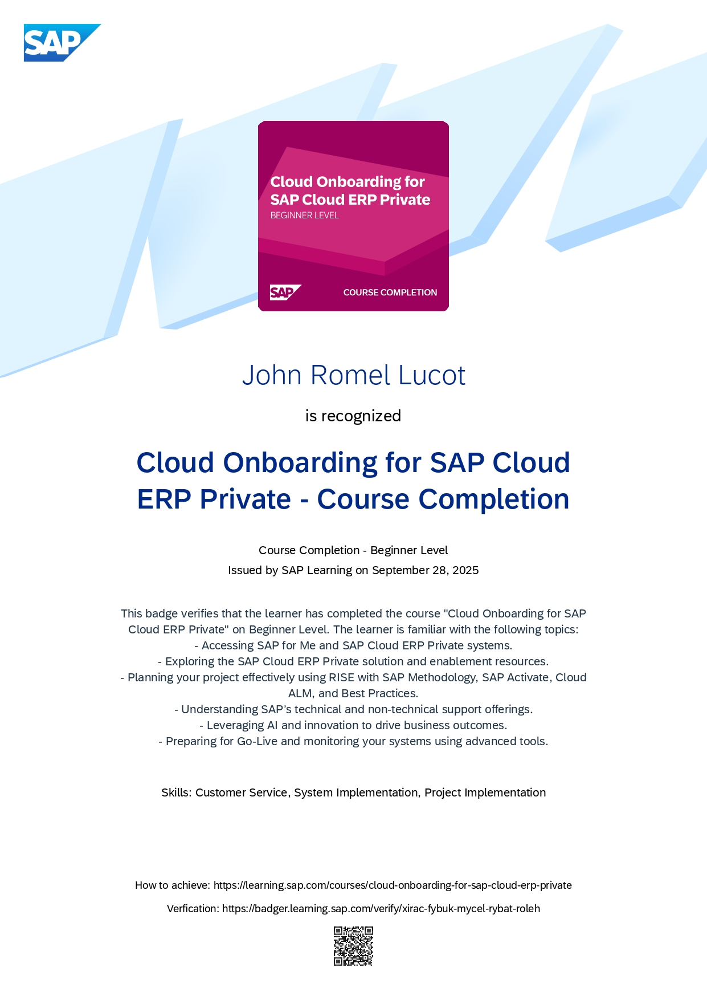 SAP
Cloud Onboarding for
SAP Cloud ERP Private
BEGINNER LEVEL
SAP
COURSE COMPLETION
John Romel Lucot
is recognized
Cloud Onboarding for SAP Cloud
ERP Private - Course Completion
Course Completion - Beginner Level
Issued by SAP Learning on September 28, 2025
This badge verifies that the learner has completed the course "Cloud Onboarding for SAP
Cloud ERP Private" on Beginner Level. The learner is familiar with the following topics:
- Accessing SAP for Me and SAP Cloud ERP Private systems.
- Exploring the SAP Cloud ERP Private solution and enablement resources.
- Planning your project effectively using RISE with SAP Methodology, SAP Activate, Cloud
ALM, and Best Practices.
- Understanding SAP’s technical and non-technical support offerings.
- Leveraging AI and innovation to drive business outcomes.
- Preparing for Go-Live and monitoring your systems using advanced tools.
Skills: Customer Service, System Implementation, Project Implementation
How to achieve: https://learning.sap.com/courses/cloud-onboarding-for-sap-cloud-erp-private
Verfication: https://badger.learning.sap.com/verify/xirac-fybuk-mycel-rybat-roleh